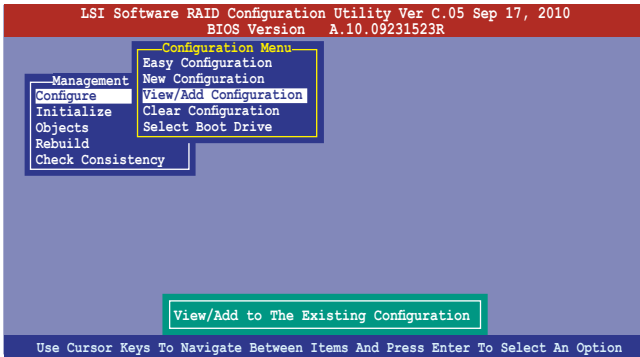 LSI Software RAID Configuration Utility Ver C.05 Sep 17, 2010
BIOS Version A.10.09231523R
Configuration Menu
Easy Configuration
New Configuration
View/Add Configuration
Clear Configuration
Select Boot Drive
Management
Configure
Initialize
Objects
Rebuild
Check Consistency
View/Add to The Existing Configuration
Use Cursor Keys To Navigate Between Items And Press Enter To Select An Option